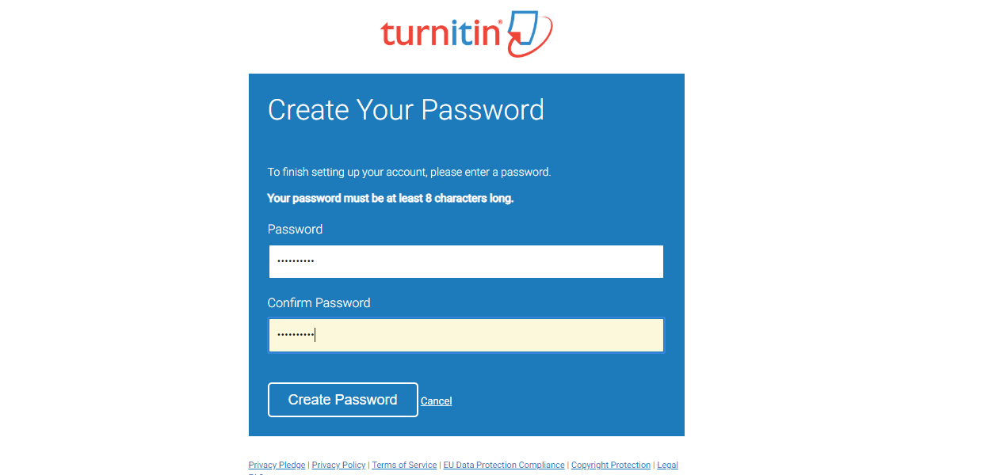 turnitin®
Create Your Password
To finish setting up your account, please enter a password.
Your password must be at least 8 characters long.
Password
••••••••••
Confirm Password
••••••••••
Create Password Cancel
Privacy Pledge | Privacy Policy | Terms of Service | EU Data Protection Compliance | Copyright Protection | Legal